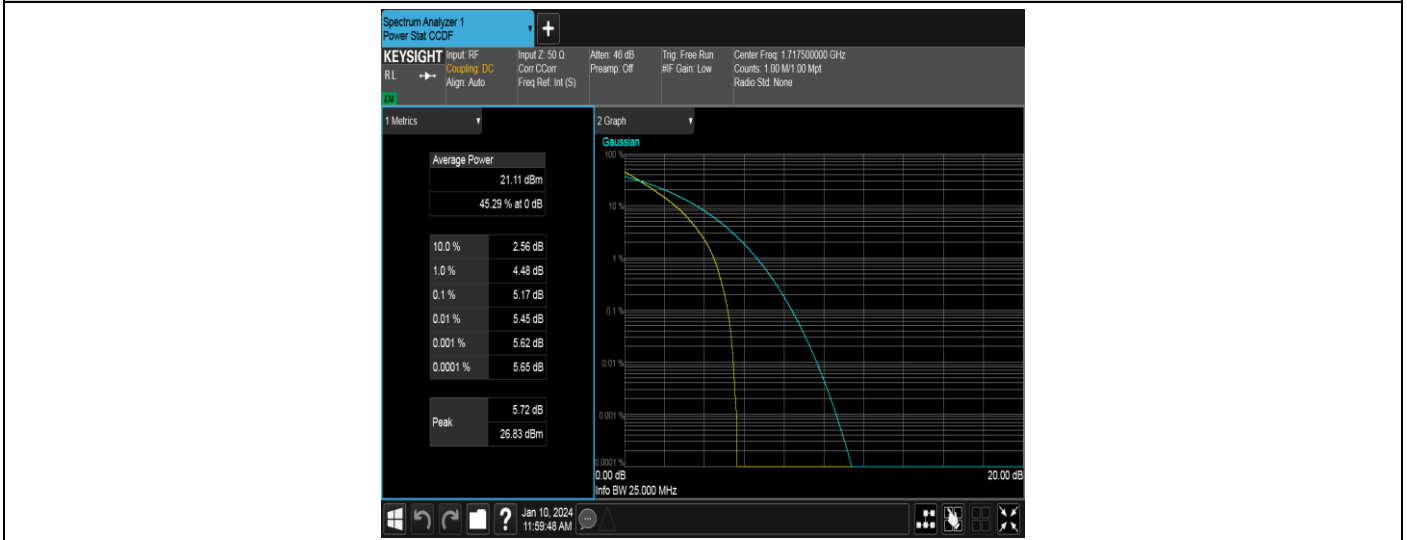 Spectrum Analyzer 1
Power Stat CCDF
+
KEYSIGHT
RL
LXI
Input: RF
Coupling: DC
Align: Auto
Input Z: 50 Ω
Corr CCorr
Freq Ref: Int (S)
Atten: 46 dB
Preamp: Off
Trig: Free Run
#IF Gain: Low
Center Freq: 1.717500000 GHz
Counts: 1.00 M/1.00 Mpt
Radio Std: None
1 Metrics
Average Power
21.11 dBm
45.29 % at 0 dB
10.0 % 2.56 dB
1.0 % 4.48 dB
0.1 % 5.17 dB
0.01 % 5.45 dB
0.001 % 5.62 dB
0.0001 % 5.65 dB
Peak
5.72 dB
26.83 dBm
2 Graph
Gaussian
100 %
10 %
1 %
0.1 %
0.01 %
0.001 %
0.0001 %
0.00 dB 20.00 dB
Info BW 25.000 MHz
?
Jan 10, 2024
11:59:48 AM